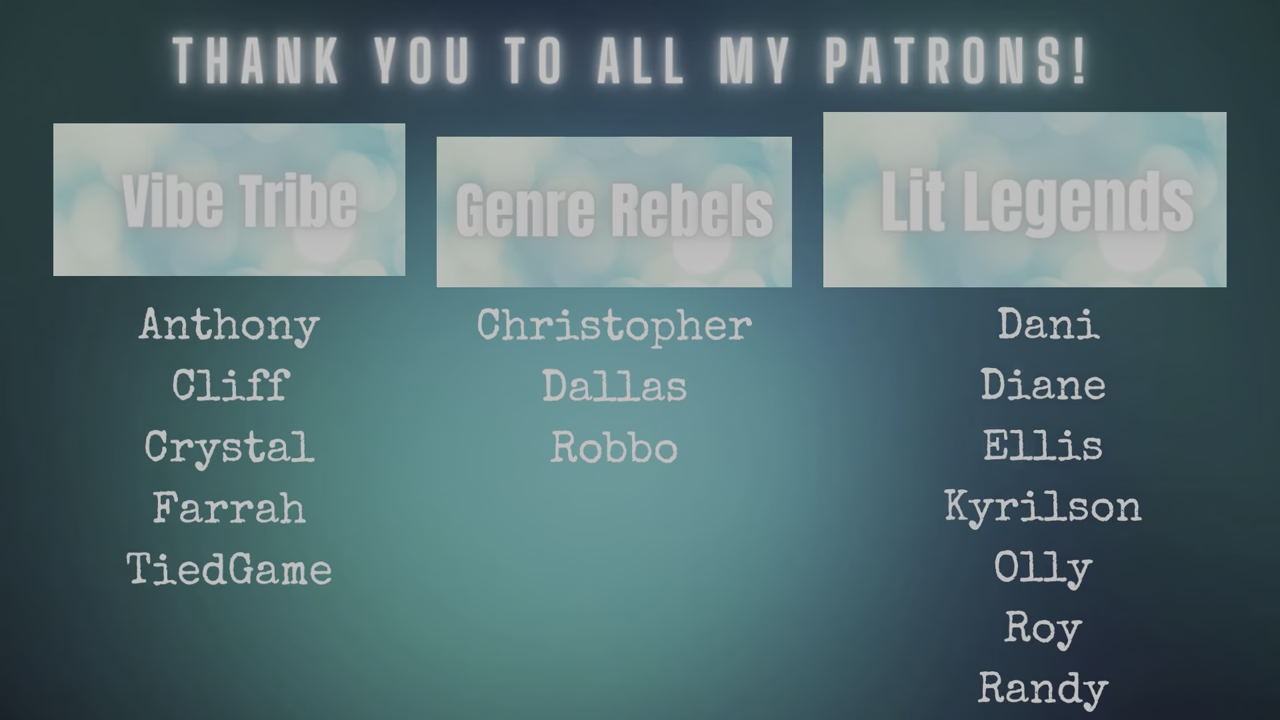 THANK YOU TO ALL MY PATRONS!
Vibe Tribe
Anthony
Cliff
Crystal
Farrah
TiedGame
Genre Rebels
Christopher
Dallas
Robbo
Lit Legends
Dani
Diane
Ellis
Kyrilson
Olly
Roy
Randy